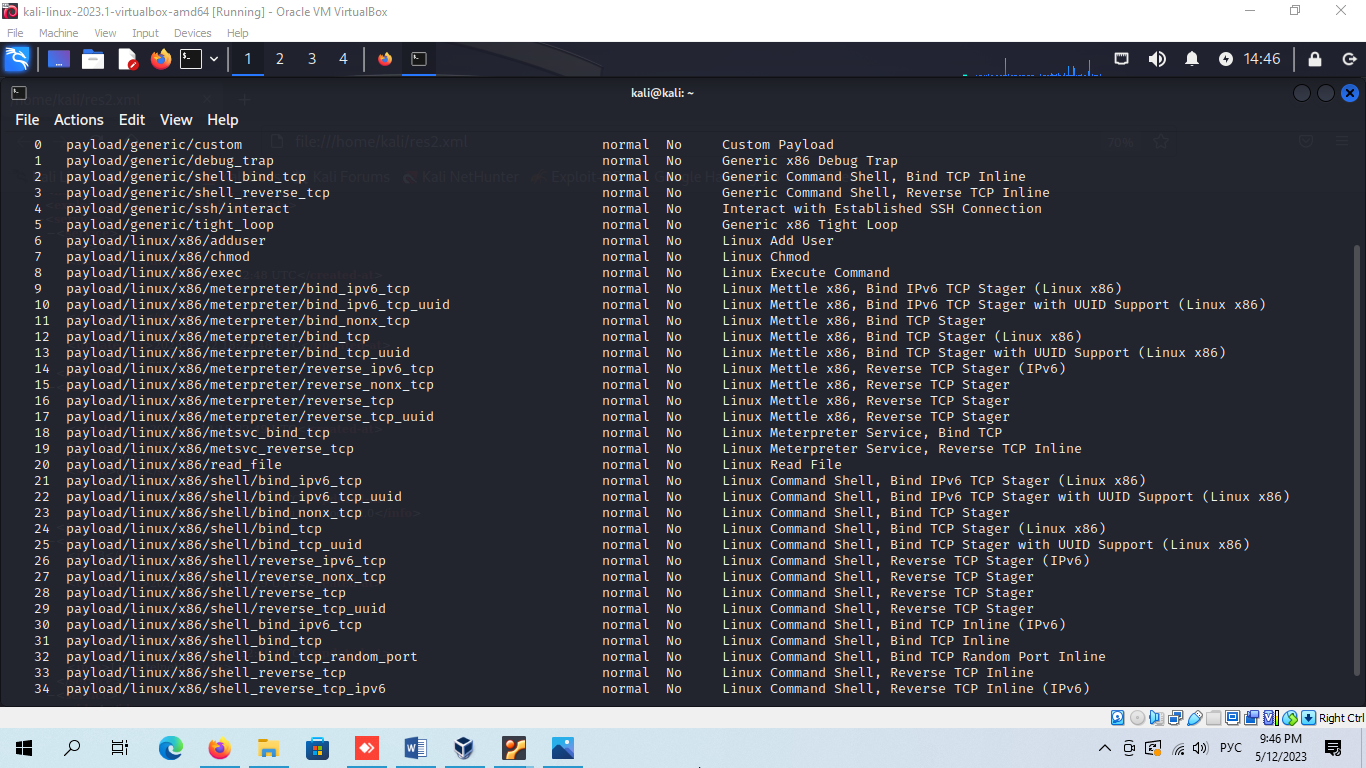 kali-linux-2023.1-virtualbox-amd64 [Running] - Oracle VM VirtualBox
File Machine View Input Devices Help
1 2 3 4 14:46
kali@kali: ~
/home/kali/res2.xml
File Actions Edit View Help
file:///home/kali/res2.xml 70%
0 payload/generic/custom normal No Custom Payload
1 payload/generic/debug_trap normal No Generic x86 Debug Trap
2 payload/generic/shell_bind_tcp normal No Generic Command Shell, Bind TCP Inline
Kali Forums Kali NetHunter
3 payload/generic/shell_reverse_tcp normal No Generic Command Shell, Reverse TCP Inline
4 payload/generic/ssh/interact normal No Interact with Established SSH Connection
5 payload/generic/tight_loop normal No Generic x86 Tight Loop
6 payload/linux/x86/adduser normal No Linux Add User
7 payload/linux/x86/chmod normal No Linux Chmod
8 payload/linux/x86/exec normal No Linux Execute Command
9 payload/linux/x86/meterpreter/bind_ipv6_tcp normal No Linux Mettle x86, Bind IPv6 TCP Stager (Linux x86)
10 payload/linux/x86/meterpreter/bind_ipv6_tcp_uuid normal No Linux Mettle x86, Bind IPv6 TCP Stager with UUID Support (Linux x86)
11 payload/linux/x86/meterpreter/bind_nonx_tcp normal No Linux Mettle x86, Bind TCP Stager
12 payload/linux/x86/meterpreter/bind_tcp normal No Linux Mettle x86, Bind TCP Stager (Linux x86)
13 payload/linux/x86/meterpreter/bind_tcp_uuid normal No Linux Mettle x86, Bind TCP Stager with UUID Support (Linux x86)
14 payload/linux/x86/meterpreter/reverse_ipv6_tcp normal No Linux Mettle x86, Reverse TCP Stager (IPv6)
15 payload/linux/x86/meterpreter/reverse_nonx_tcp normal No Linux Mettle x86, Reverse TCP Stager
16 payload/linux/x86/meterpreter/reverse_tcp normal No Linux Mettle x86, Reverse TCP Stager
17 payload/linux/x86/meterpreter/reverse_tcp_uuid normal No Linux Mettle x86, Reverse TCP Stager
18 payload/linux/x86/metsvc_bind_tcp normal No Linux Meterpreter Service, Bind TCP
19 payload/linux/x86/metsvc_reverse_tcp normal No Linux Meterpreter Service, Reverse TCP Inline
20 payload/linux/x86/read_file normal No Linux Read File
21 payload/linux/x86/shell/bind_ipv6_tcp normal No Linux Command Shell, Bind IPv6 TCP Stager (Linux x86)
22 payload/linux/x86/shell/bind_ipv6_tcp_uuid normal No Linux Command Shell, Bind IPv6 TCP Stager with UUID Support (Linux x86)
23 payload/linux/x86/shell/bind_nonx_tcp normal No Linux Command Shell, Bind TCP Stager
24 payload/linux/x86/shell/bind_tcp normal No Linux Command Shell, Bind TCP Stager (Linux x86)
25 payload/linux/x86/shell/bind_tcp_uuid normal No Linux Command Shell, Bind TCP Stager with UUID Support (Linux x86)
26 payload/linux/x86/shell/reverse_ipv6_tcp normal No Linux Command Shell, Reverse TCP Stager (IPv6)
27 payload/linux/x86/shell/reverse_nonx_tcp normal No Linux Command Shell, Reverse TCP Stager
28 payload/linux/x86/shell/reverse_tcp normal No Linux Command Shell, Reverse TCP Stager
29 payload/linux/x86/shell/reverse_tcp_uuid normal No Linux Command Shell, Reverse TCP Stager
30 payload/linux/x86/shell_bind_ipv6_tcp normal No Linux Command Shell, Bind TCP Inline (IPv6)
31 payload/linux/x86/shell_bind_tcp normal No Linux Command Shell, Bind TCP Inline
32 payload/linux/x86/shell_bind_tcp_random_port normal No Linux Command Shell, Bind TCP Random Port Inline
33 payload/linux/x86/shell_reverse_tcp normal No Linux Command Shell, Reverse TCP Inline
34 payload/linux/x86/shell_reverse_tcp_ipv6 normal No Linux Command Shell, Reverse TCP Inline (IPv6)
Right Ctrl
РУС 9:46 PM
5/12/2023